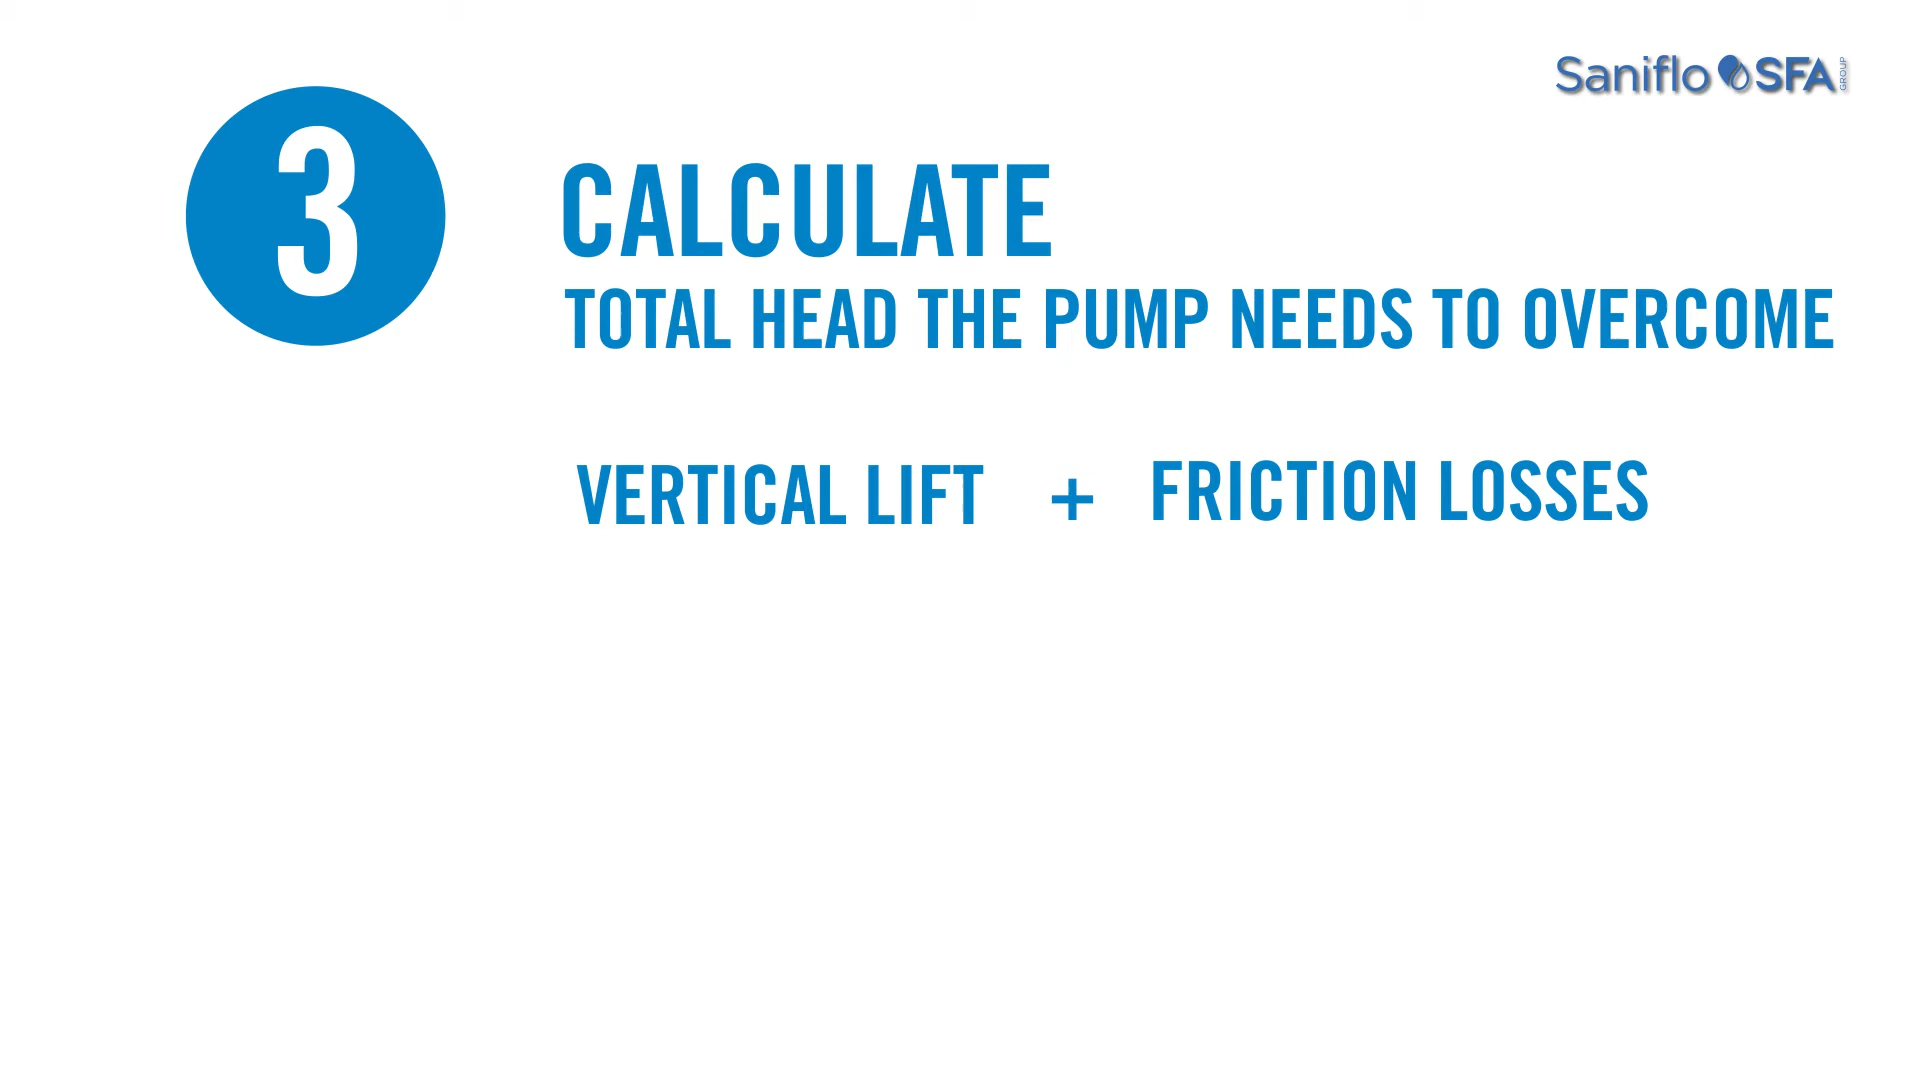 Saniflo SFA GROUP
3
CALCULATE
TOTAL HEAD THE PUMP NEEDS TO OVERCOME
VERTICAL LIFT + FRICTION LOSSES